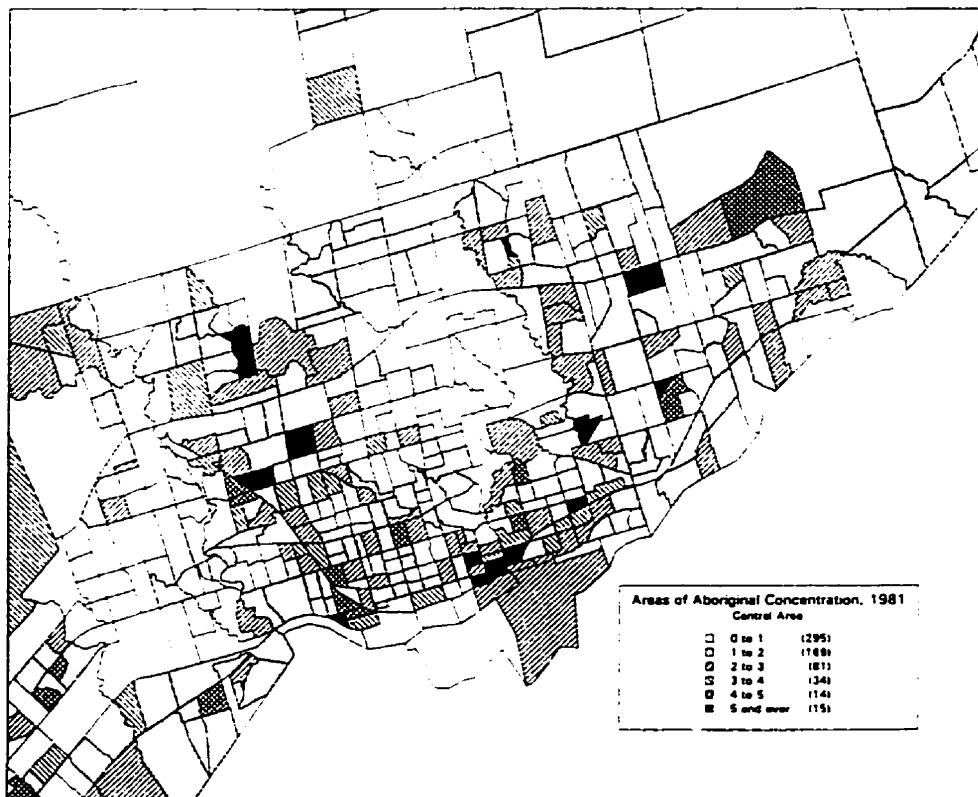 Areas of Aboriginal Concentration, 1981
Central Area
0 to 1 (295)
1 to 2 (169)
2 to 3 (81)
3 to 4 (34)
4 to 5 (14)
5 and over (15)